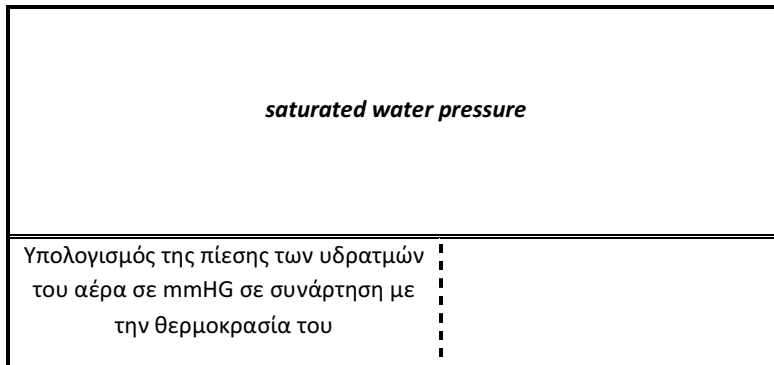 saturated water pressure
Υπολογισμός της πίεσης των υδρατμών
του αέρα σε mmHG σε συνάρτηση με
την θερμοκρασία του